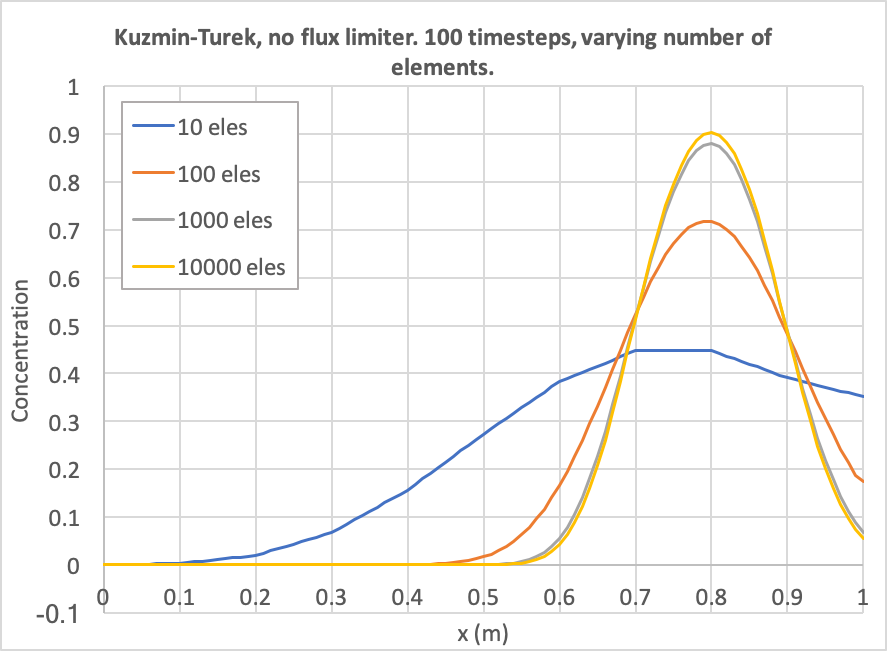 Kuzmin-Turek, no flux limiter. 100 timesteps, varying number of
elements.
1
0.9
0.8
0.7
0.6
0.5
0.4
0.3
0.2
0.1
0
-0.1
Concentration
10 eles
100 eles
1000 eles
10000 eles
0 0.1 0.2 0.3 0.4 0.5 0.6 0.7 0.8 0.9 1
x (m)